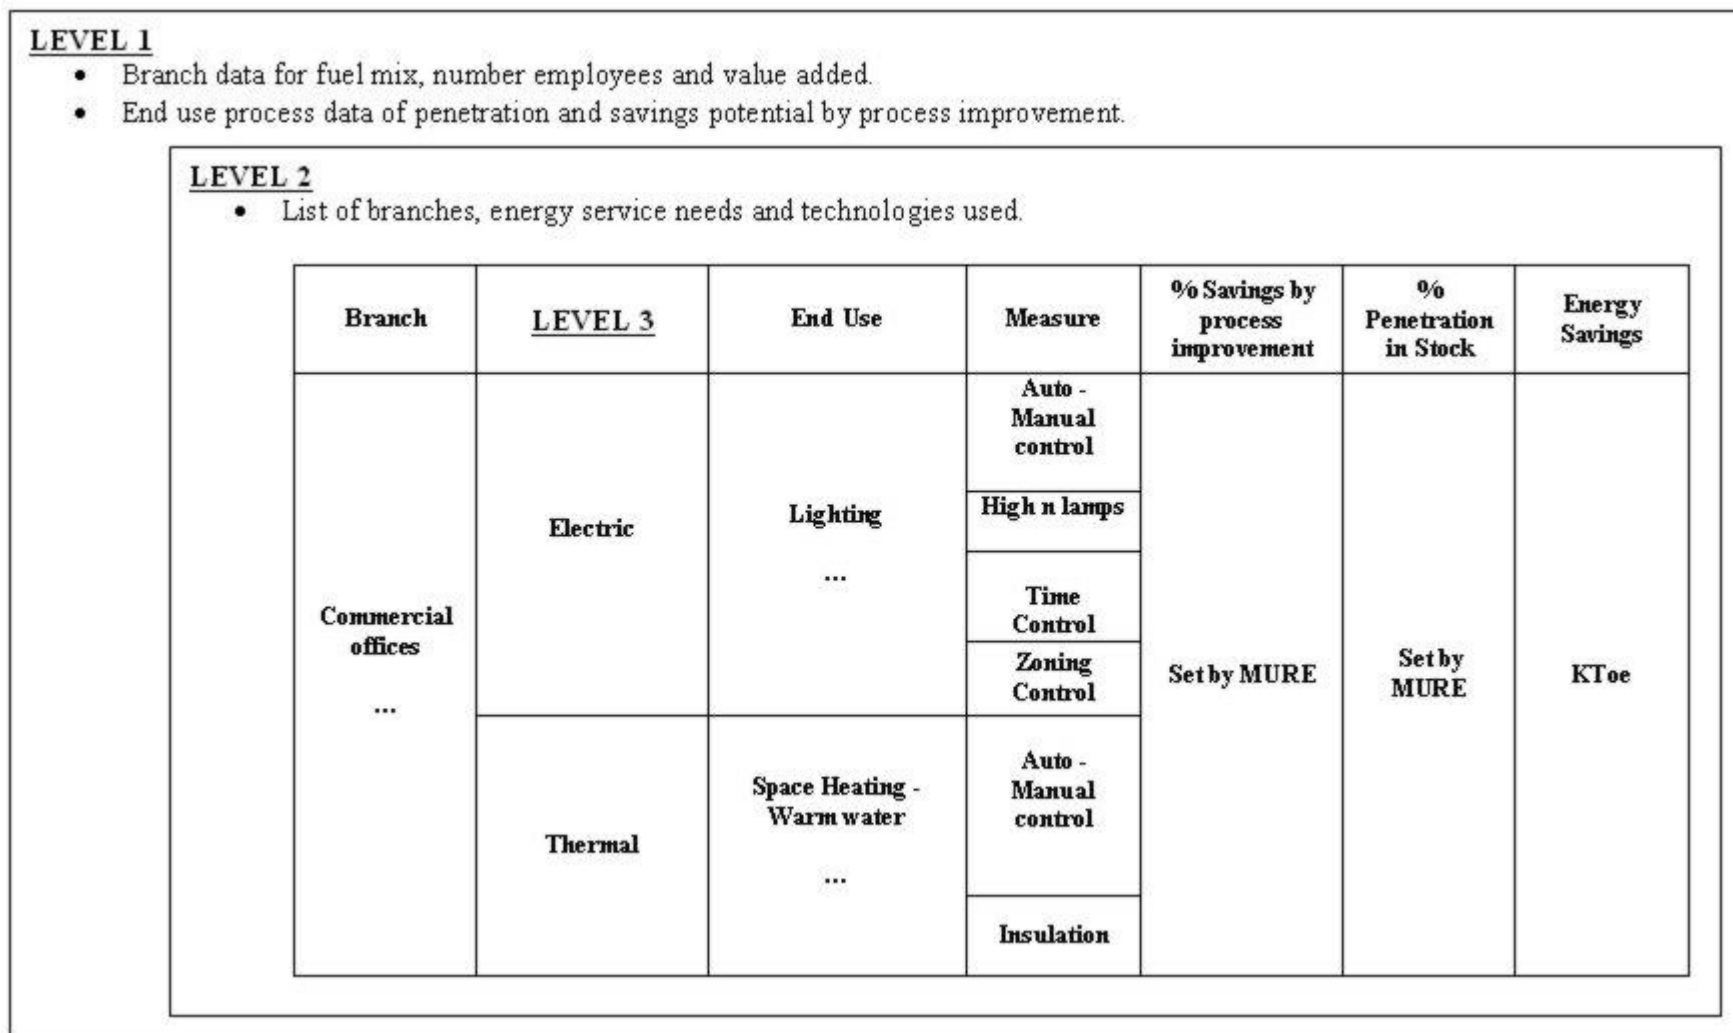 LEVEL 1
• Branch data for fuel mix, number employees and value added.
• End use process data of penetration and savings potential by process improvement.
LEVEL 2
• List of branches, energy service needs and technologies used.
Branch
LEVEL 3
End Use
Measure
% Savings by
process
improvement
%
Penetration
in Stock
Energy
Savings
Commercial
offices
...
Electric
Lighting
...
Auto -
Manual
control
High n lamps
Time
Control
Zoning
Control
Thermal
Space Heating -
Warm water
...
Auto -
Manual
control
Insulation
Set by MURE
Set by
MURE
KToe